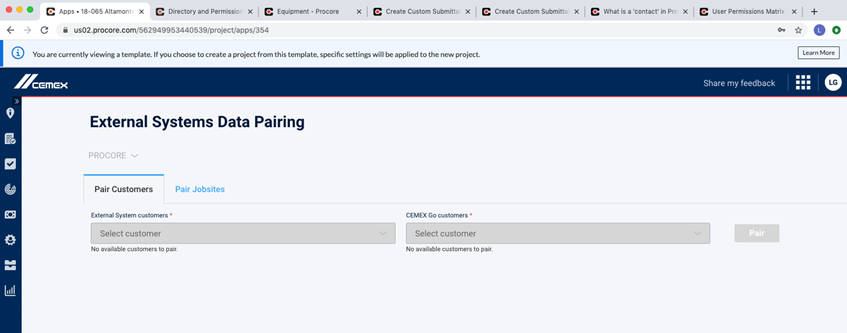 Apps • 18-065 Altamonte
Directory and Permission
Equipment - Procore
Create Custom Submitta
Create Custom Submitta
What is a 'contact' in Pro
User Permissions Matrix
us02.procore.com/562949953440539/project/apps/354
L
You are currently viewing a template. If you choose to create a project from this template, specific settings will be applied to the new project.
Learn More
CEMEX
Share my feedback
LG
External Systems Data Pairing
PROCORE
Pair Customers
Pair Jobsites
External System customers *
CEMEX Go customers *
Select customer
Select customer
Pair
No available customers to pair.
No available customers to pair.